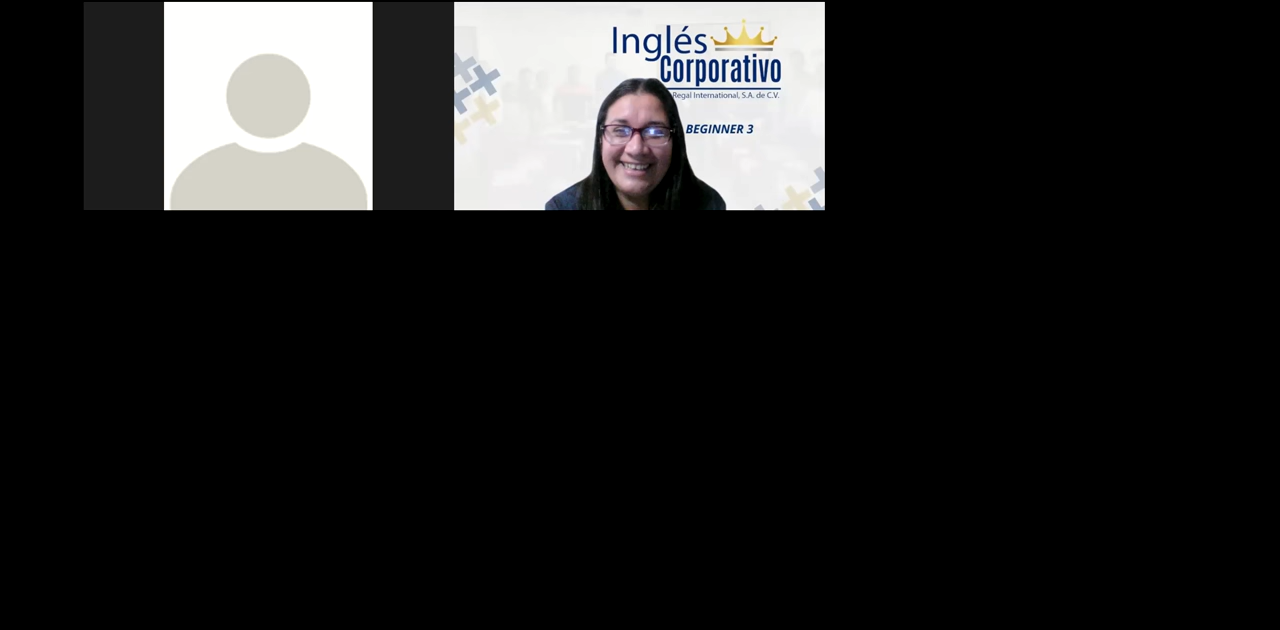 Inglés
Corporativo
Regal International, S.A. de C.V.
BEGINNER 3